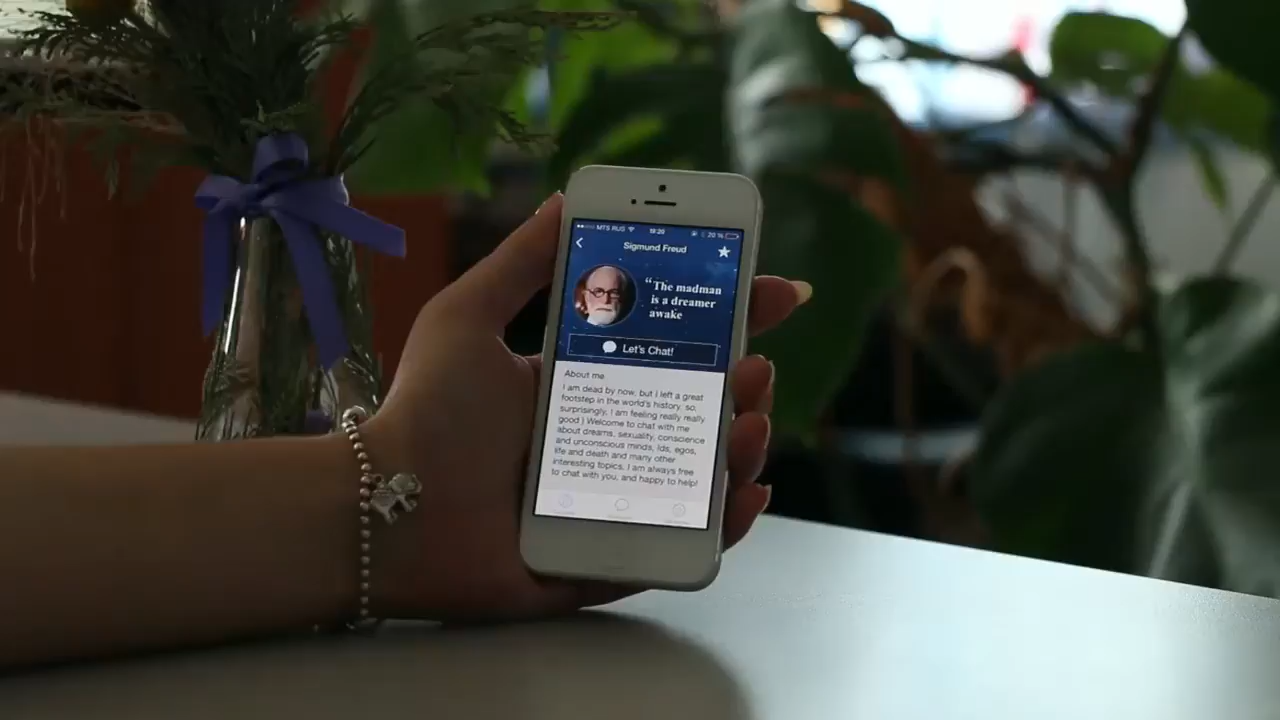 MTS RUS 19:20 20 %
Sigmund Freud
“The madman
is a dreamer
awake
Let's Chat!
About me
I am dead by now, but I left a great
footstep in the world's history, so,
surprisingly, I am feeling really really
good ) Welcome to chat with me
about dreams, sexuality, conscience
and unconscious minds, Ids, egos,
life and death and many other
interesting topics. I am always free
to chat with you, and happy to help!